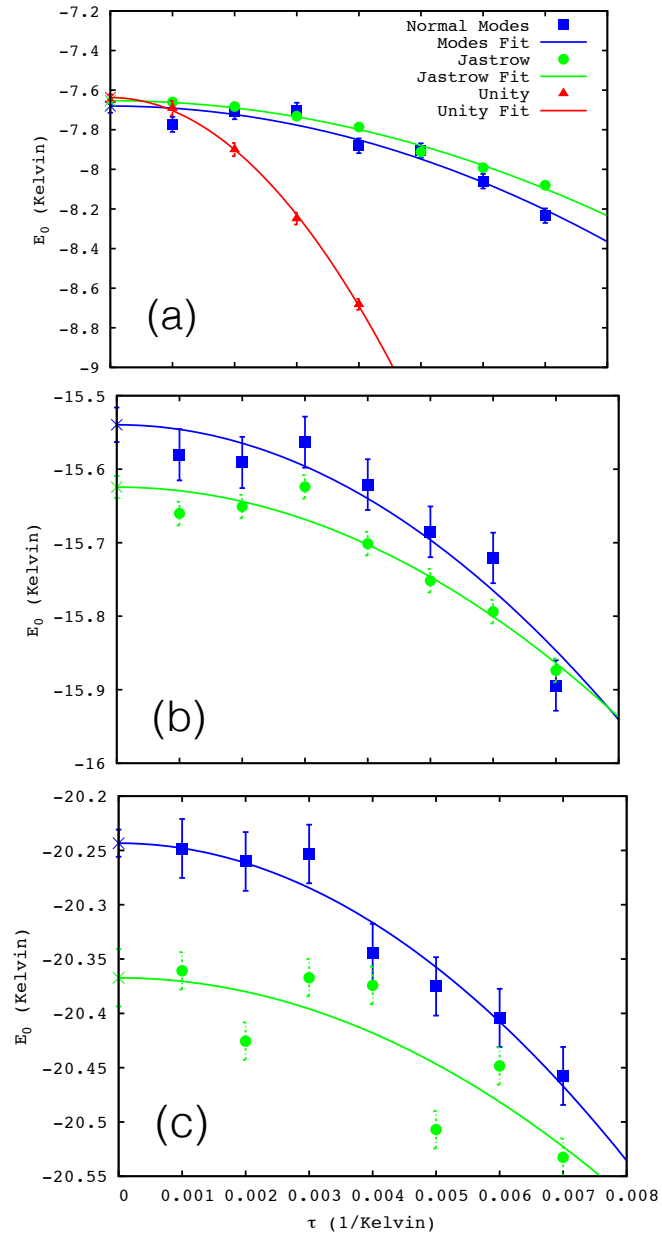 -7.2
-7.4
-7.6
-7.8
-8
-8.2
-8.4
-8.6
-8.8
-9
E0 (Kelvin)
Normal Modes
Modes Fit
Jastrow
Jastrow Fit
Unity
Unity Fit
(a)
-15.5
-15.6
-15.7
-15.8
-15.9
-16
E0 (Kelvin)
(b)
-20.2
-20.25
-20.3
-20.35
-20.4
-20.45
-20.5
-20.55
E0 (Kelvin)
(c)
0 0.001 0.002 0.003 0.004 0.005 0.006 0.007 0.008
τ (1/Kelvin)